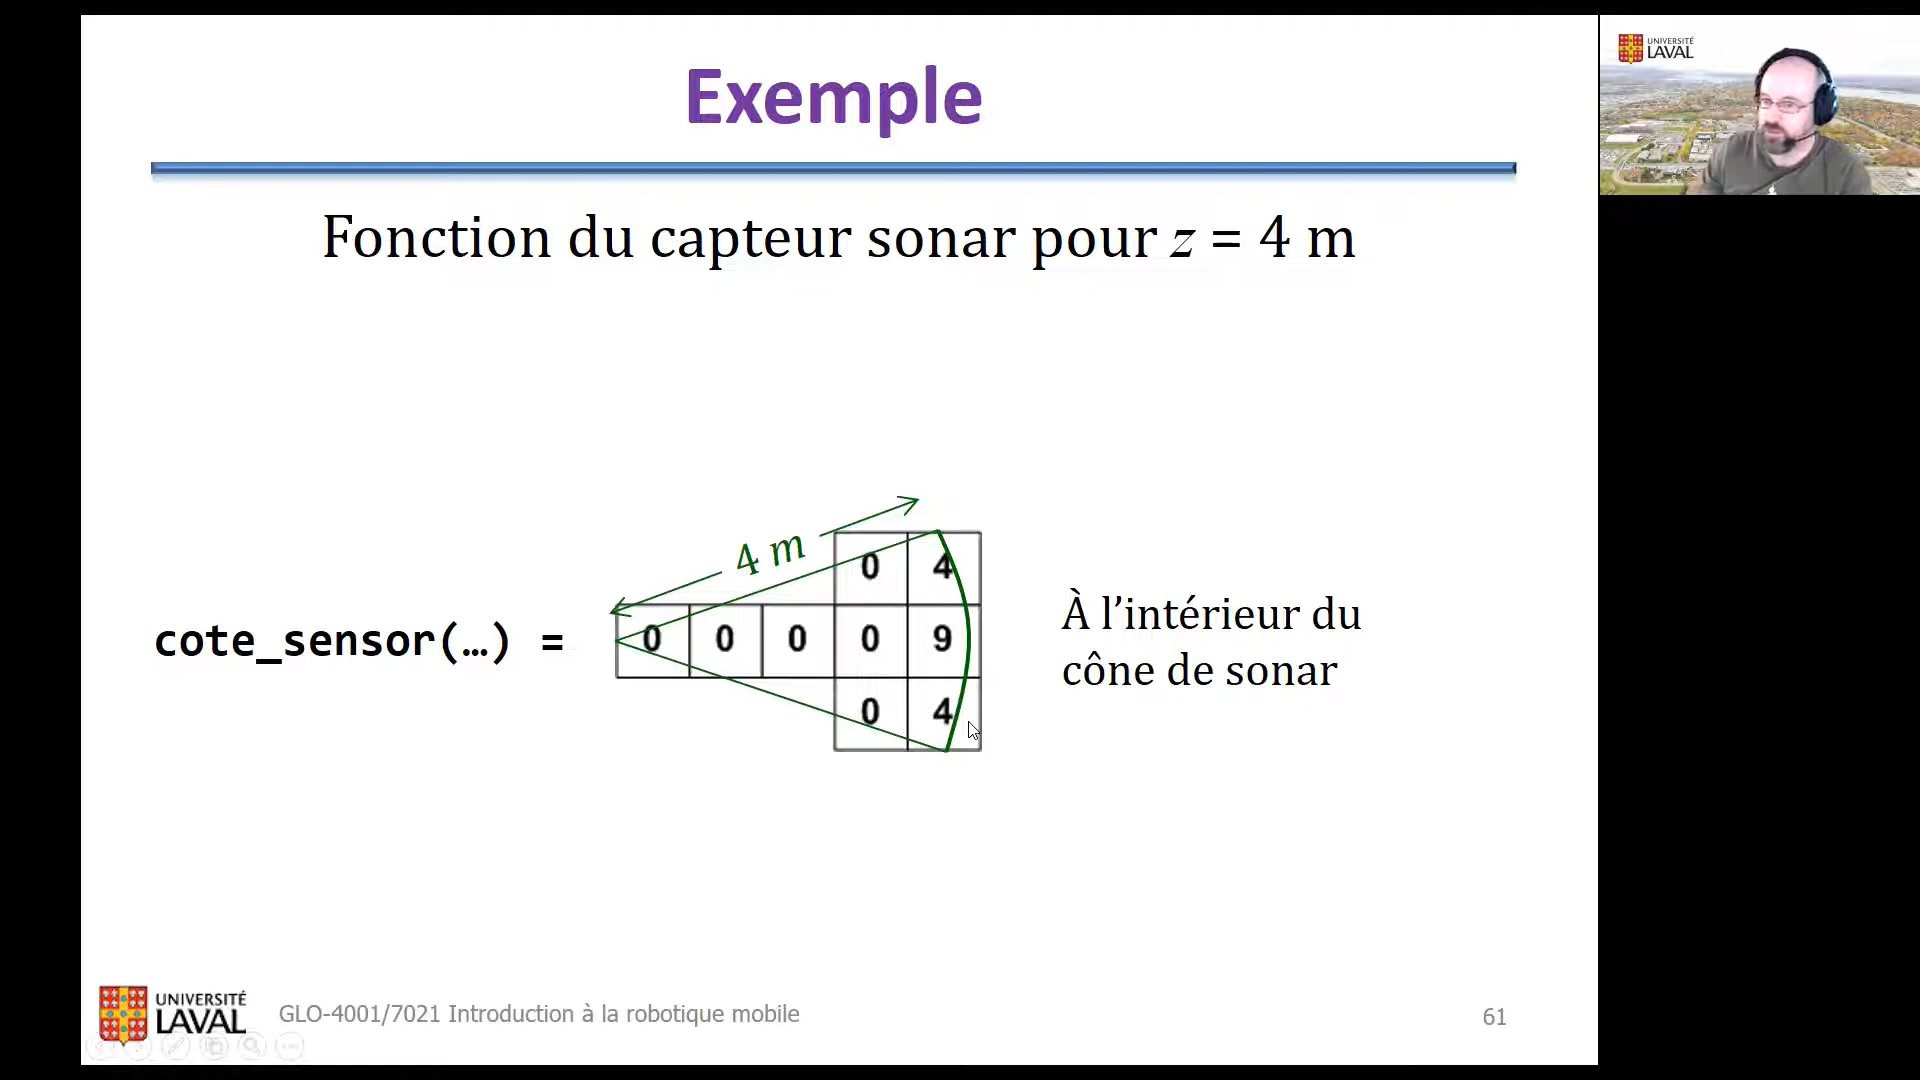 Exemple
Fonction du capteur sonar pour z = 4 m
4 m
0 4
cote_sensor(…) = 0 0 0 0 9
0 4
À l’intérieur du
cône de sonar
UNIVERSITÉ
LAVAL
GLO-4001/7021 Introduction à la robotique mobile
61
UNIVERSITÉ
LAVAL